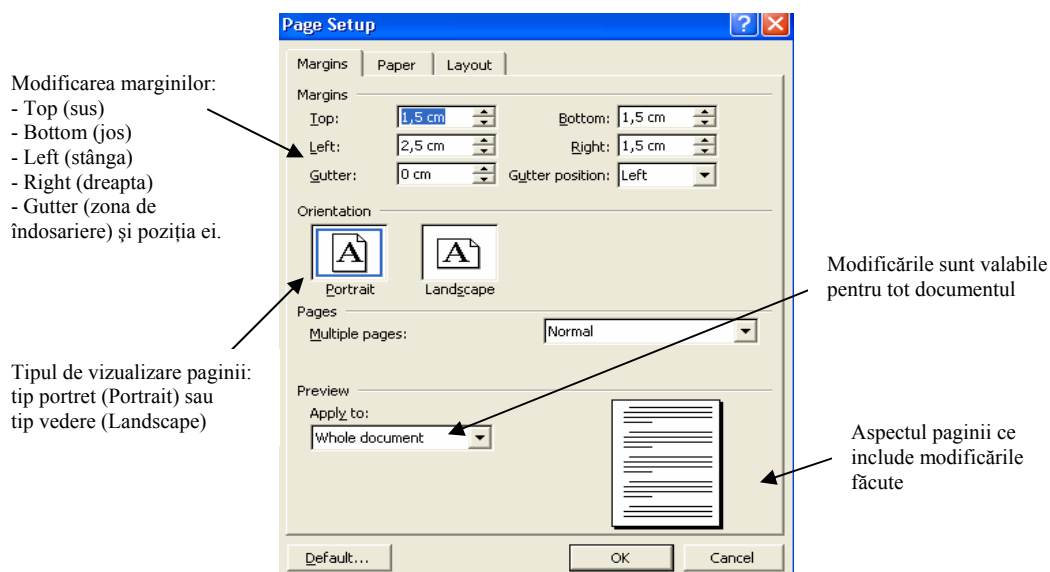 Page Setup
Margins Paper Layout
Margins
Top: 1,5 cm Bottom: 1,5 cm
Left: 2,5 cm Right: 1,5 cm
Gutter: 0 cm Gutter position: Left
Orientation
A A
Portrait Landscape
Pages
Multiple pages: Normal
Preview
Apply to:
Whole document
Default... OK Cancel
Modificarea marginilor:
- Top (sus)
- Bottom (jos)
- Left (stânga)
- Right (dreapta)
- Gutter (zona de
îndosariere) şi poziția ei.
Tipul de vizualizare paginii:
tip portret (Portrait) sau
tip vedere (Landscape)
Modificările sunt valabile
pentru tot documentul
Aspectul paginii ce
include modificările
făcute